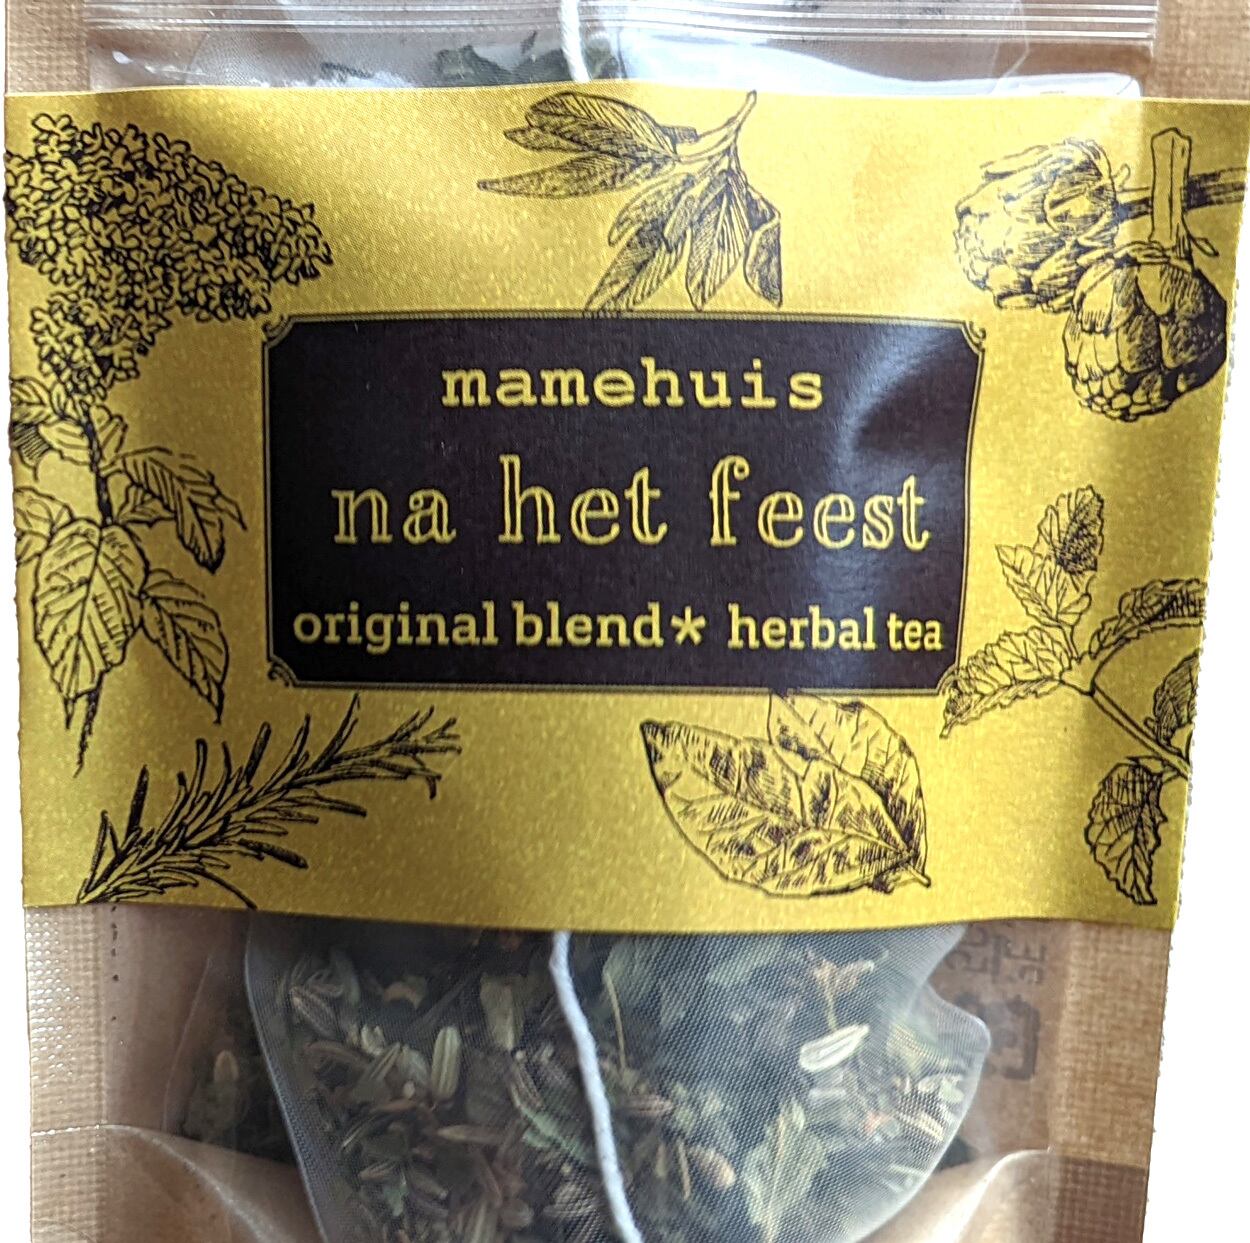 mamehuis
na het feest
original blend* herbal tea